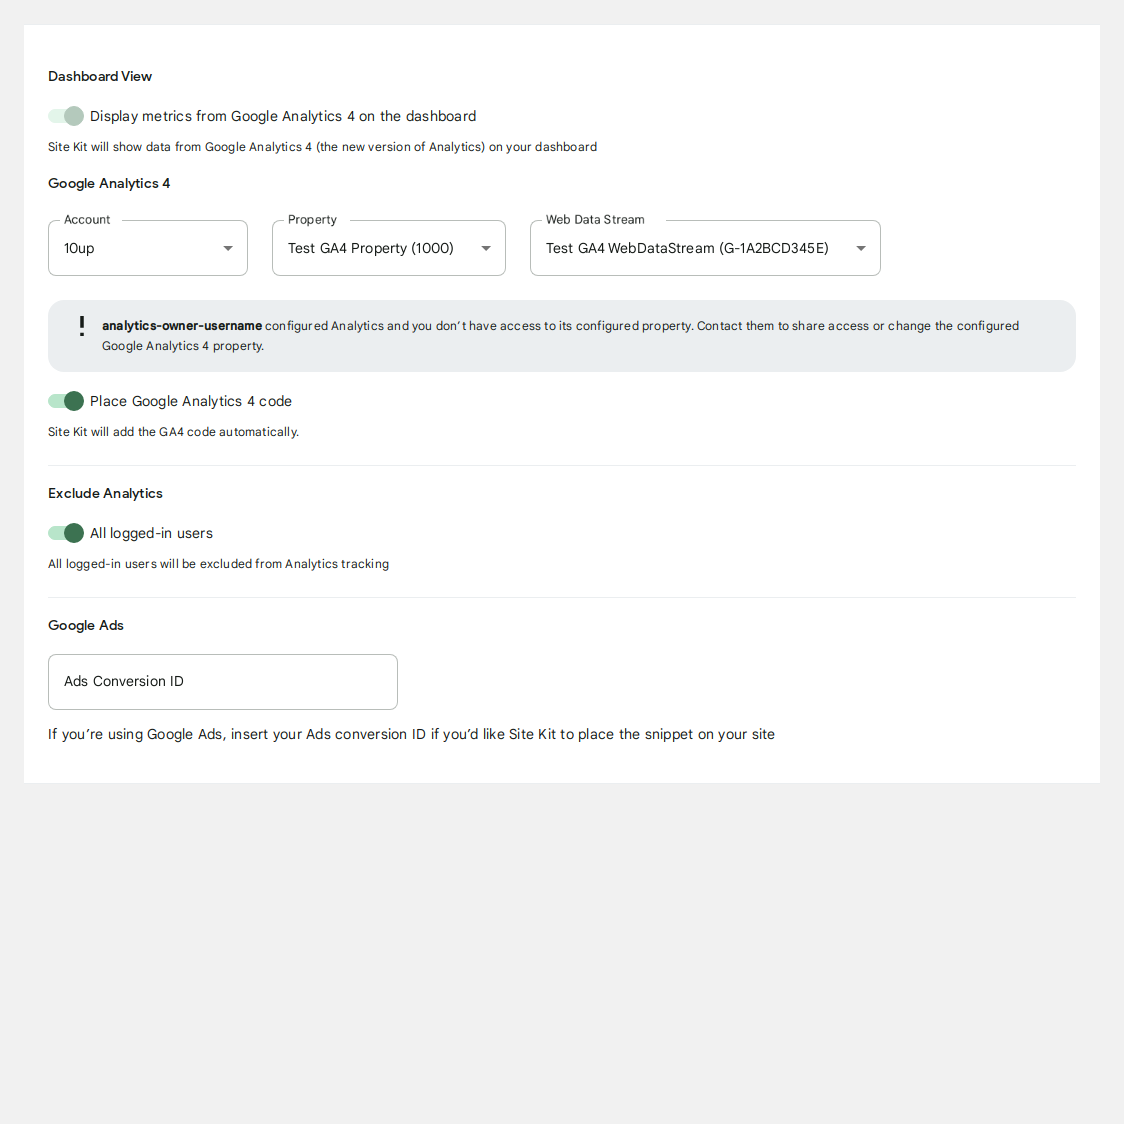 Dashboard View
Display metrics from Google Analytics 4 on the dashboard
Site Kit will show data from Google Analytics 4 (the new version of Analytics) on your dashboard
Google Analytics 4
Account
10up
Property
Test GA4 Property (1000)
Web Data Stream
Test GA4 WebDataStream (G-1A2BCD345E)
! analytics-owner-username configured Analytics and you don’t have access to its configured property. Contact them to share access or change the configured
Google Analytics 4 property.
Place Google Analytics 4 code
Site Kit will add the GA4 code automatically.
Exclude Analytics
All logged-in users
All logged-in users will be excluded from Analytics tracking
Google Ads
Ads Conversion ID
If you’re using Google Ads, insert your Ads conversion ID if you’d like Site Kit to place the snippet on your site